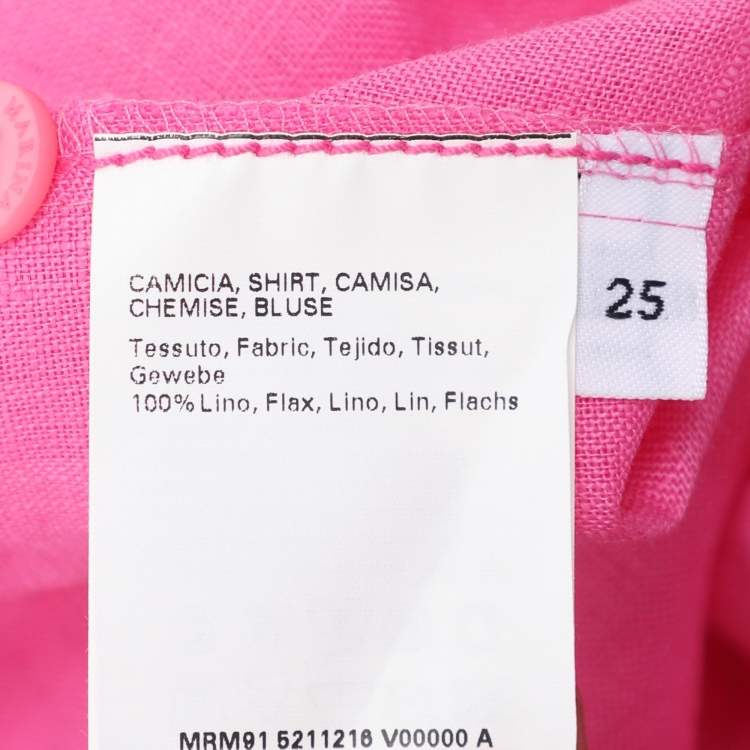 MARINA
CAMICIA, SHIRT, CAMISA,
CHEMISE, BLUSE
Tessuto, Fabric, Tejido, Tissut,
Gewebe
100% Lino, Flax, Lino, Lin, Flachs
25
MRM91 5211216 V00000 A